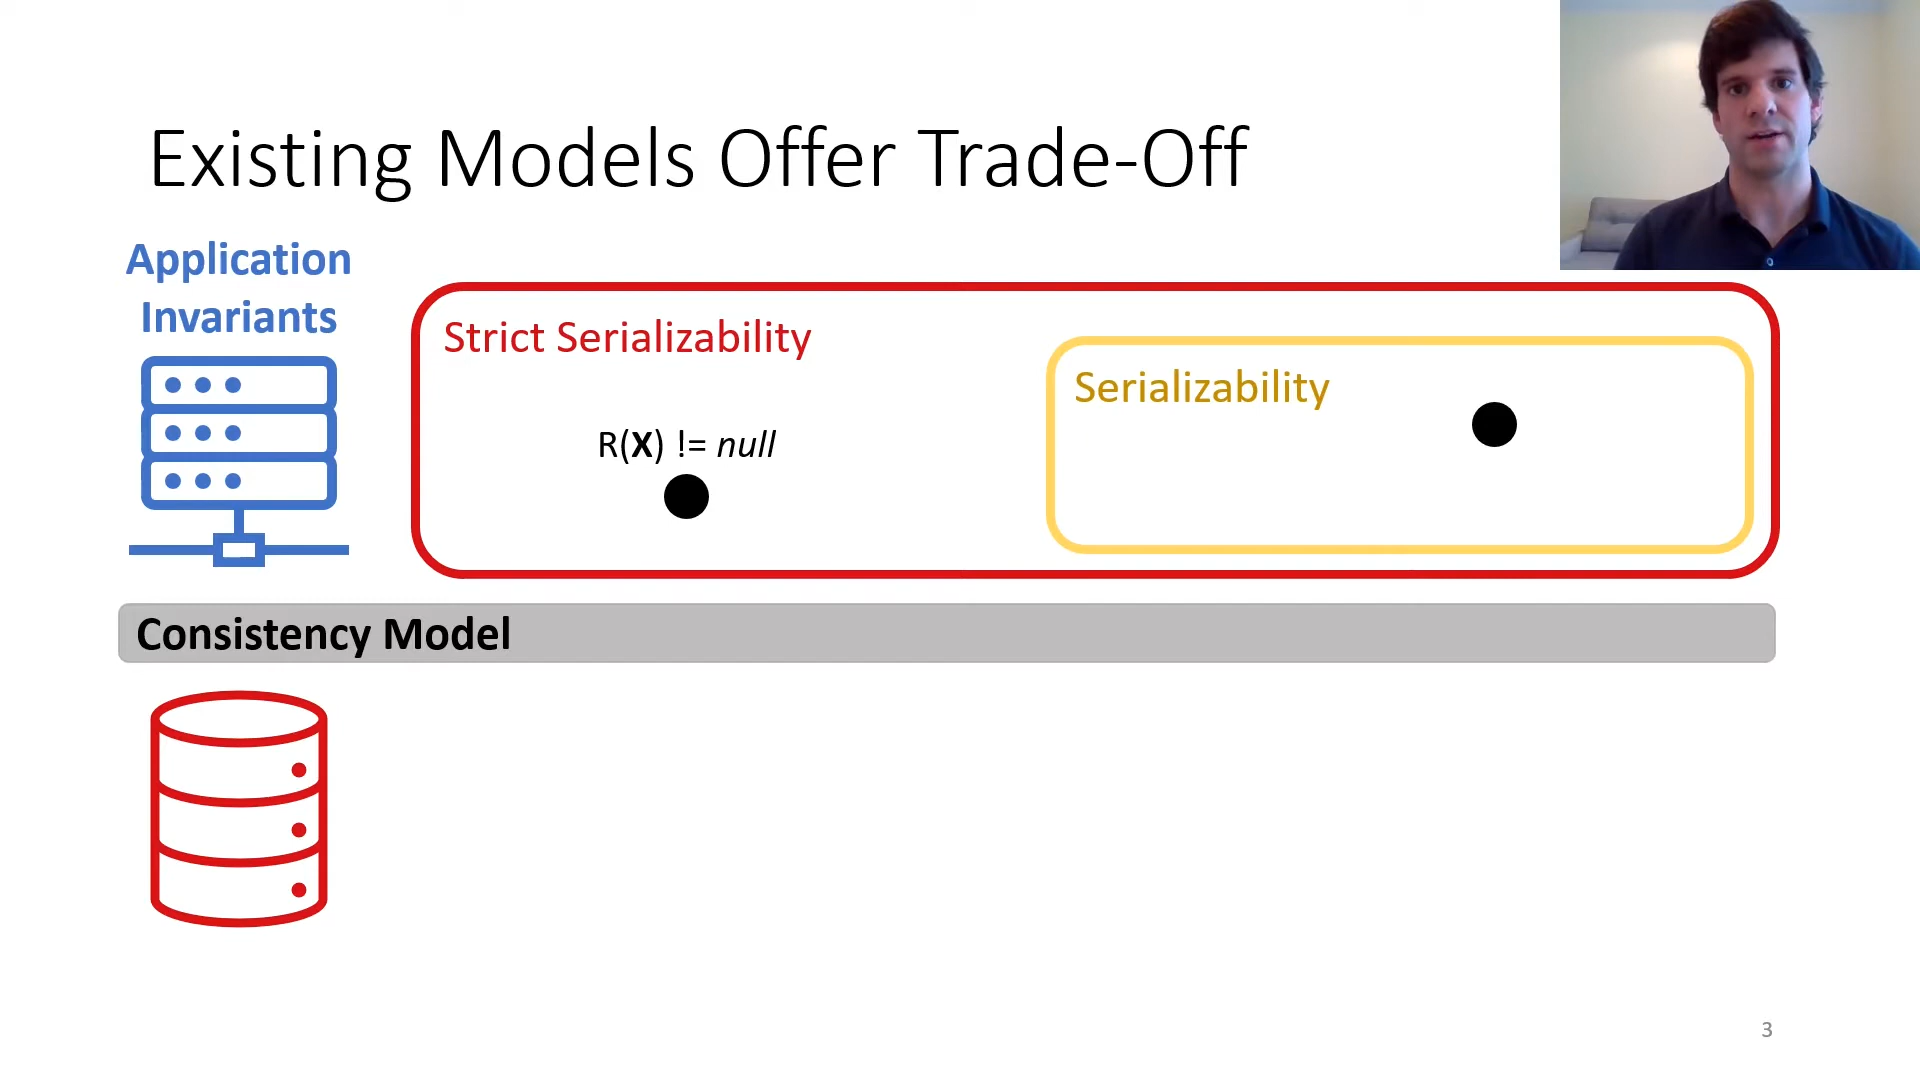 Existing Models Offer Trade-Off
Application
Invariants
Strict Serializability
Serializability
R(X) != null
Consistency Model
3